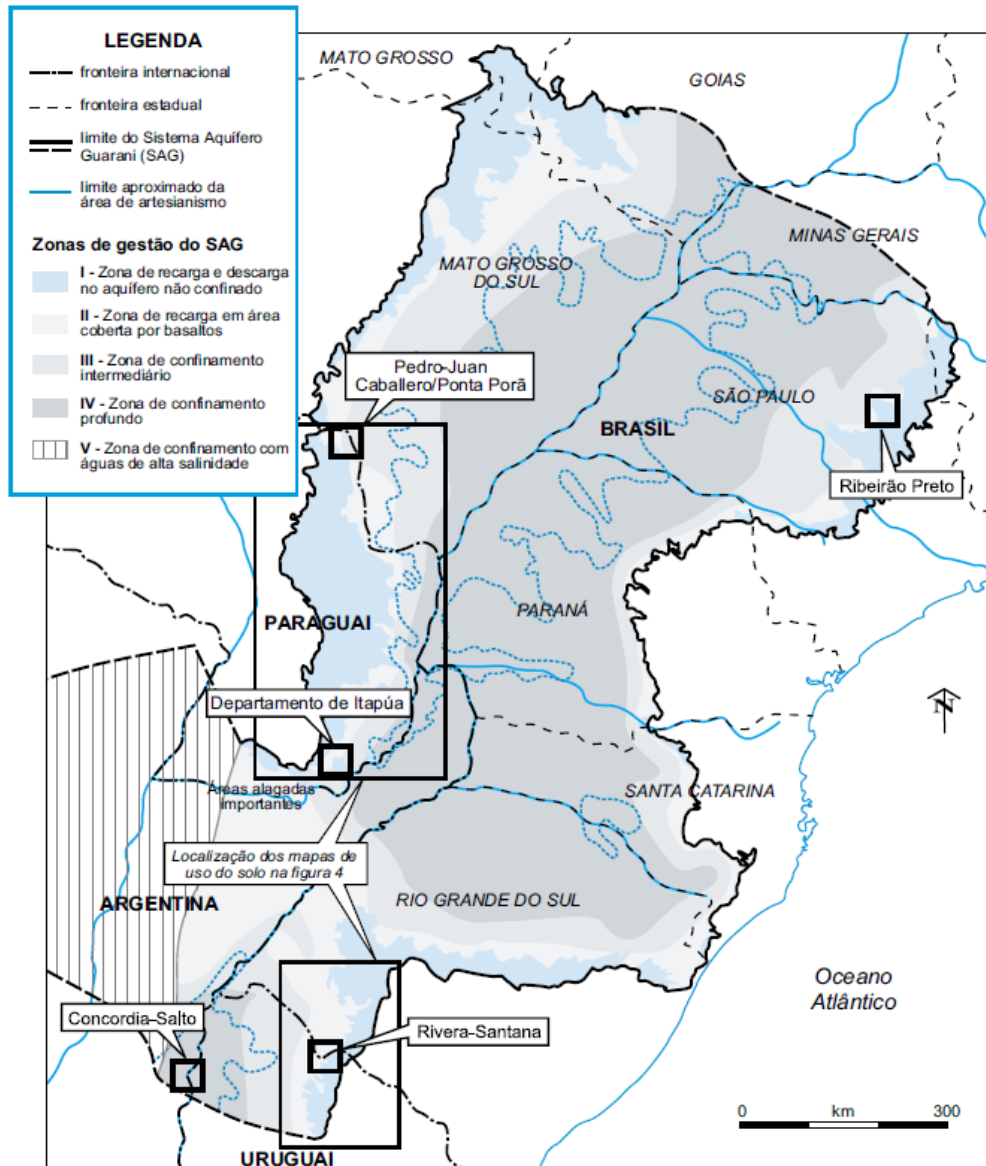 LEGENDA
fronteira internacional
fronteira estadual
limite do Sistema Aquífero
Guarani (SAG)
limite aproximado da
área de artesianismo
Zonas de gestão do SAG
I - Zona de recarga e descarga
no aquífero não confinado
II - Zona de recarga em área
coberta por basaltos
III - Zona de confinamento
intermediário
IV - Zona de confinamento
profundo
V - Zona de confinamento com
águas de alta salinidade
MATO GROSSO
GOIAS
MINAS GERAIS
MATO GROSSO
DO SUL
Pedro-Juan
Caballero/Ponta Porã
SÃO PAULO
BRASIL
Ribeirão Preto
PARAGUAI
PARANÁ
Departamento de Itapúa
Áreas alagadas
importantes
SANTA CATARINA
N
Localização dos mapas de
uso do solo na figura 4
ARGENTINA
RIO GRANDE DO SUL
Oceano
Atlântico
Concordia-Salto
Rivera-Santana
0 km 300
URUGUAI